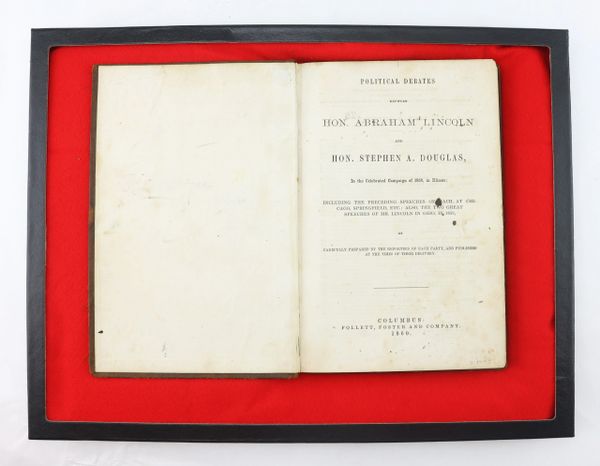 POLITICAL DEBATES
BETWEEN
HON. ABRAHAM LINCOLN
AND
HON. STEPHEN A. DOUGLAS,
In the Celebrated Campaign of 1858, in Illinois;
INCLUDING THE PRECEDING SPEECHES OF EACH, AT CHI-
CAGO, SPRINGFIELD, ETC.; ALSO, THE TWO GREAT
SPEECHES OF MR. LINCOLN IN OHIO, IN 1859,
AS
CAREFULLY PREPARED BY THE REPORTERS OF EACH PARTY, AND PUBLISHED
AT THE TIMES OF THEIR DELIVERY.
COLUMBUS:
FOLLETT, FOSTER AND COMPANY.
1860.